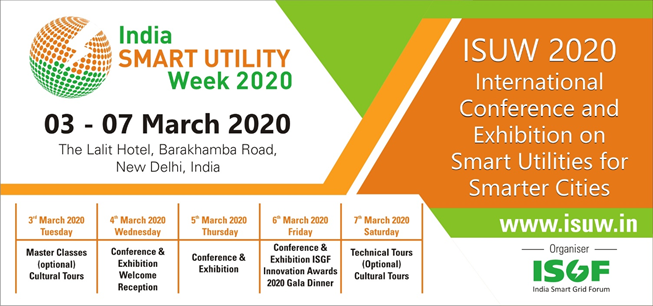 India
SMART UTILITY
Week 2020
03 - 07 March 2020
The Lalit Hotel, Barakhamba Road,
New Delhi, India
ISUW 2020
International
Conference and
Exhibition on
Smart Utilities for
Smarter Cities
www.isuw.in
Organiser
ISGF
India Smart Grid Forum
3rd March 2020
Tuesday
Master Classes
(optional)
Cultural Tours
4th March 2020
Wednesday
Conference &
Exhibition
Welcome
Reception
5th March 2020
Thursday
Conference &
Exhibition
6th March 2020
Friday
Conference &
Exhibition ISGF
Innovation Awards
2020 Gala Dinner
7th March 2020
Saturday
Technical Tours
(Optional)
Cultural Tours